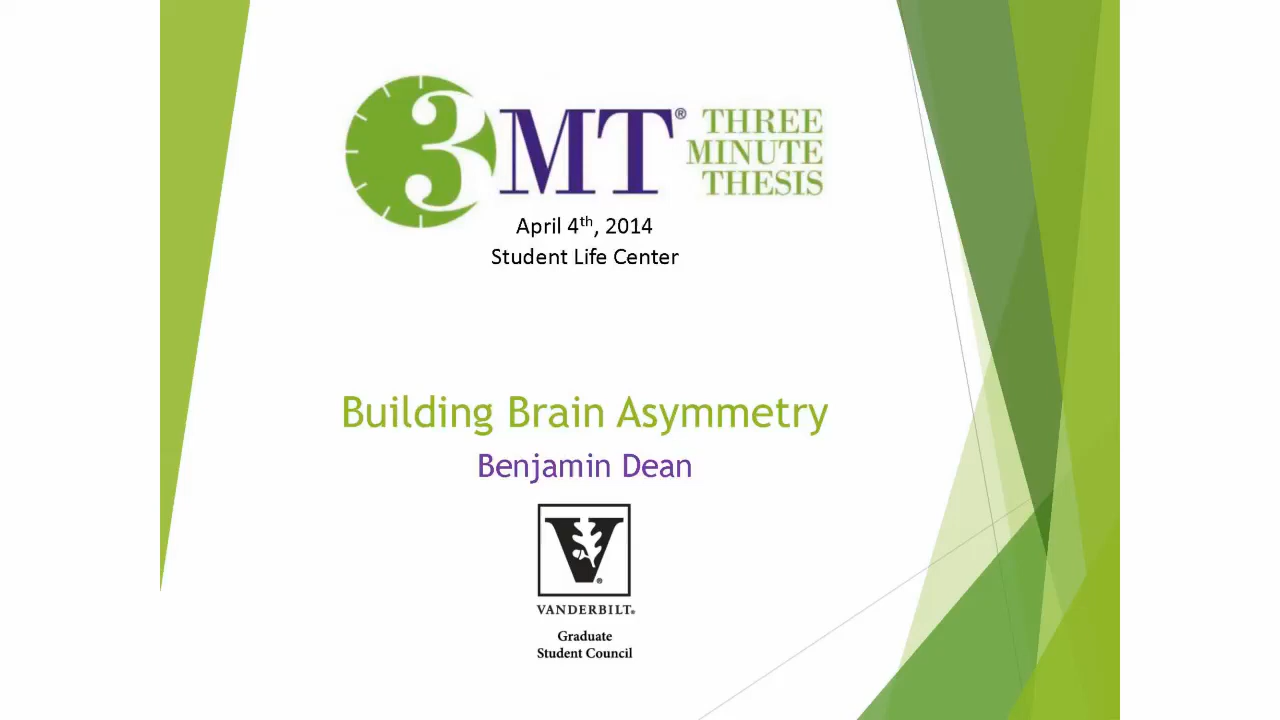 3MT® THREE
MINUTE
THESIS
April 4th, 2014
Student Life Center
Building Brain Asymmetry
Benjamin Dean
V®
VANDERBILT®
Graduate
Student Council